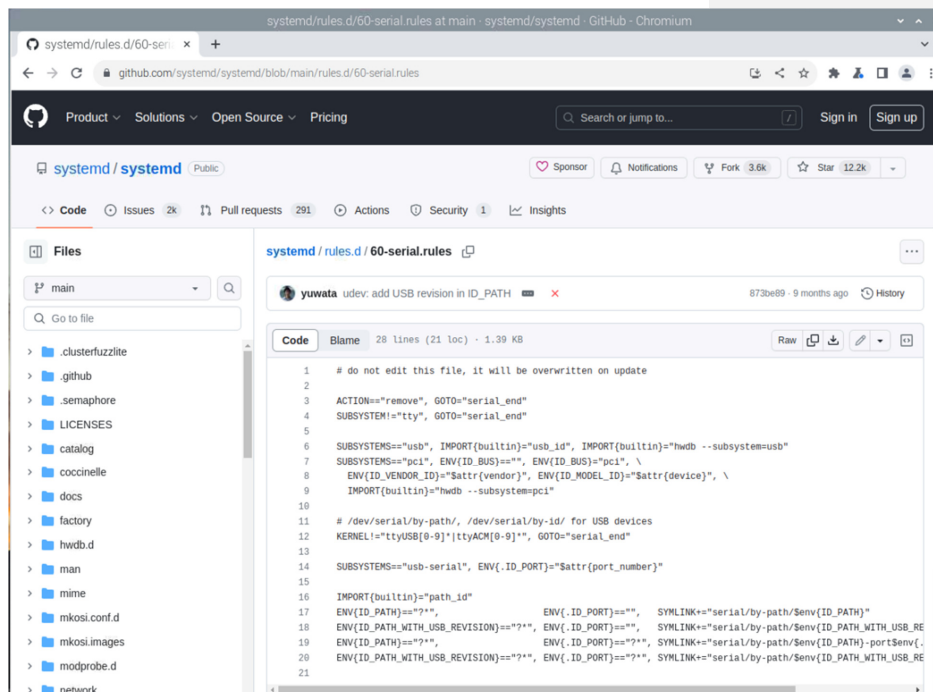 systemd/rules.d/60-serial.rules at main · systemd/systemd · GitHub - Chromium
systemd/rules.d/60-seri
github.com/systemd/systemd/blob/main/rules.d/60-serial.rules
Product Solutions Open Source Pricing Search or jump to... / Sign in Sign up
systemd / systemd Public Sponsor Notifications Fork 3.6k Star 12.2k
Code Issues 2k Pull requests 291 Actions Security 1 Insights
Files
systemd / rules.d / 60-serial.rules
main
yuwata udev: add USB revision in ID_PATH 873be89 · 9 months ago History
Go to file
Code Blame 28 lines (21 loc) · 1.39 KB Raw
.clusterfuzzlite
.github
.semaphore
LICENSES
catalog
coccinelle
docs
factory
hwdb.d
man
mime
mkosi.conf.d
mkosi.images
modprobe.d
network
1 # do not edit this file, it will be overwritten on update
2
3 ACTION=="remove", GOTO="serial_end"
4 SUBSYSTEM!="tty", GOTO="serial_end"
5
6 SUBSYSTEMS=="usb", IMPORT{builtin}="usb_id", IMPORT{builtin}="hwdb --subsystem=usb"
7 SUBSYSTEMS=="pci", ENV{ID_BUS}=="", ENV{ID_BUS}="pci", \
8 ENV{ID_VENDOR_ID}="$attr{vendor}", ENV{ID_MODEL_ID}="$attr{device}", \
9 IMPORT{builtin}="hwdb --subsystem=pci"
10
11 # /dev/serial/by-path/, /dev/serial/by-id/ for USB devices
12 KERNEL!="ttyUSB[0-9]*|ttyACM[0-9]*", GOTO="serial_end"
13
14 SUBSYSTEMS=="usb-serial", ENV{.ID_PORT}="$attr{port_number}"
15
16 IMPORT{builtin}="path_id"
17 ENV{ID_PATH}=="?*", ENV{.ID_PORT}=="", SYMLINK+="serial/by-path/$env{ID_PATH}"
18 ENV{ID_PATH_WITH_USB_REVISION}=="?*", ENV{.ID_PORT}=="", SYMLINK+="serial/by-path/$env{ID_PATH_WITH_USB_RE
19 ENV{ID_PATH}=="?*", ENV{.ID_PORT}=="?*", SYMLINK+="serial/by-path/$env{ID_PATH}-port$env{.
20 ENV{ID_PATH_WITH_USB_REVISION}=="?*", ENV{.ID_PORT}=="?*", SYMLINK+="serial/by-path/$env{ID_PATH_WITH_USB_RE
21